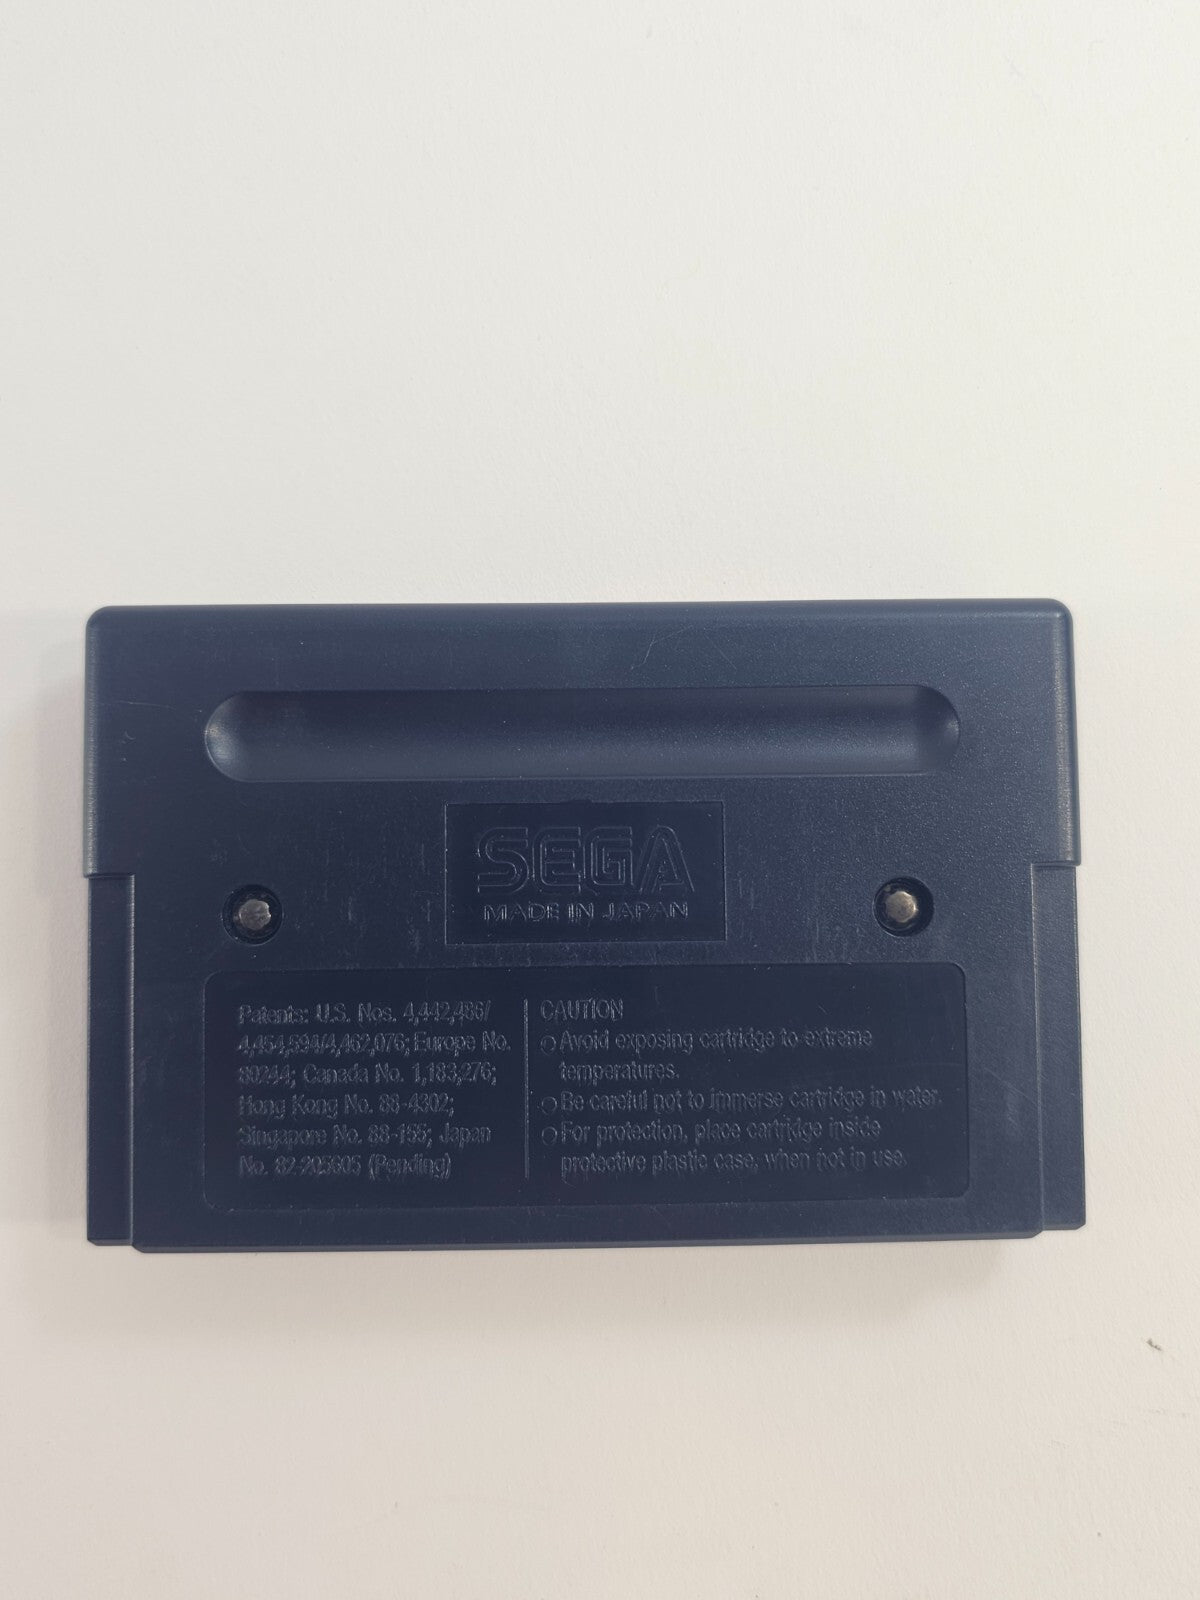 SEGA
MADE IN JAPAN
Patents: U.S. Nos. 4,442,486/
4,454,594/4,462,076; Europe No.
80244; Canada No. 1,183,276;
Hong Kong No. 88-4302;
Singapore No. 88-155; Japan
No. 82-205605 (Pending)
CAUTION
○ Avoid exposing cartridge to extreme
temperatures.
○ Be careful not to immerse cartridge in water.
○ For protection, place cartridge inside
protective plastic case, when not in use.